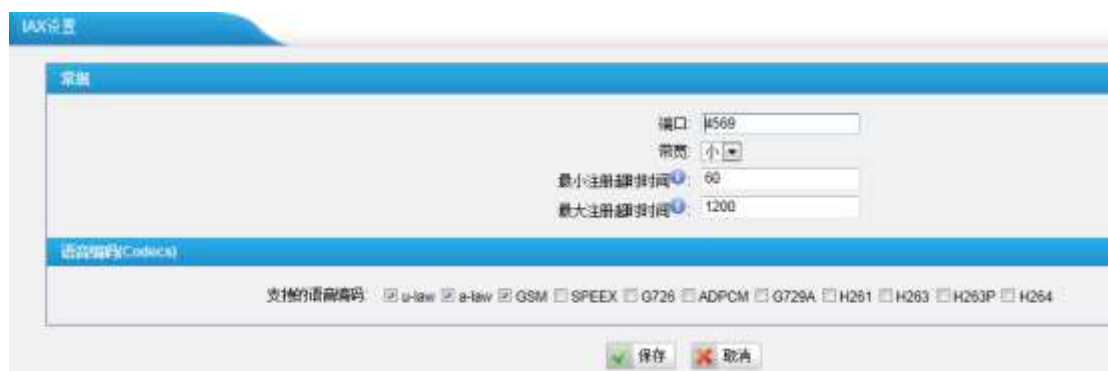 IAX设置
常规
端口: 4569
带宽: 小
最小注册超时时间: 60
最大注册超时时间: 1200
语音编码(Codecs)
支持的语音编码: u-law a-law GSM SPEEX G726 ADPCM G729A H261 H263 H263P H264
保存 取消